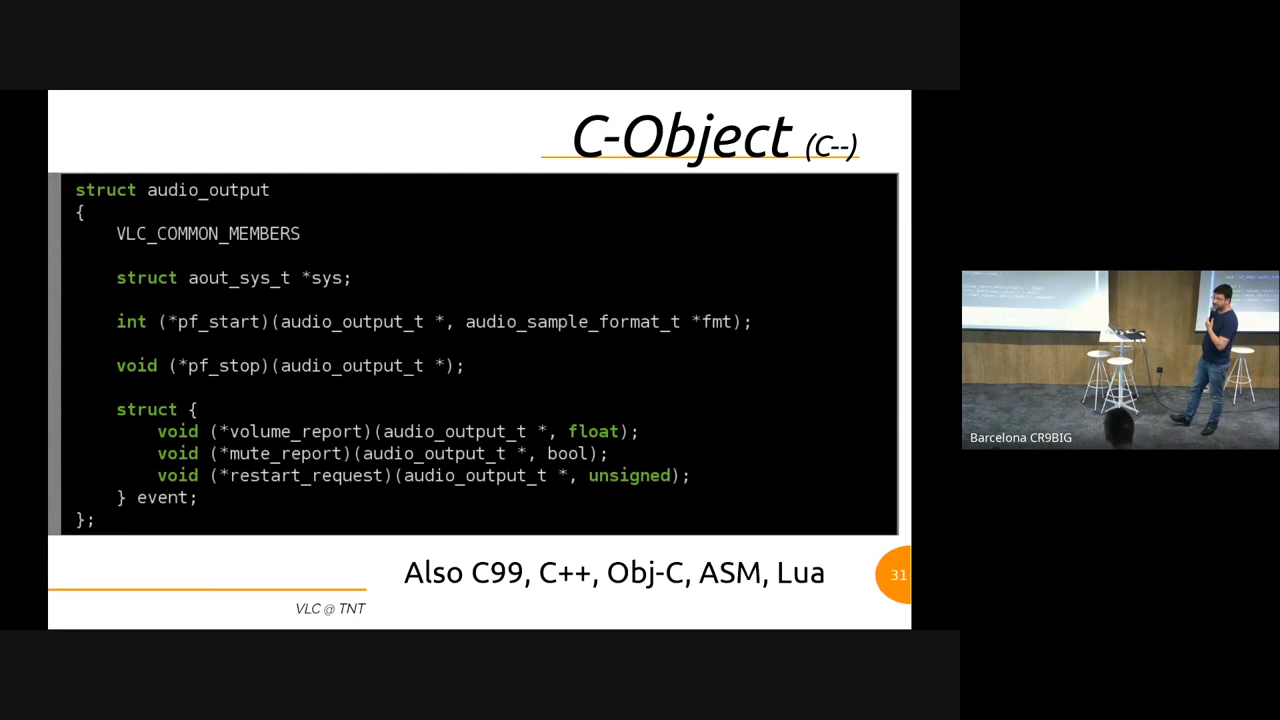 C-Object (C--)
struct audio_output
{
VLC_COMMON_MEMBERS
struct aout_sys_t *sys;
int (*pf_start)(audio_output_t *, audio_sample_format_t *fmt);
void (*pf_stop)(audio_output_t *);
struct {
void (*volume_report)(audio_output_t *, float);
void (*mute_report)(audio_output_t *, bool);
void (*restart_request)(audio_output_t *, unsigned);
} event;
};
Also C99, C++, Obj-C, ASM, Lua
31
VLC @ TNT
Barcelona CR9BIG